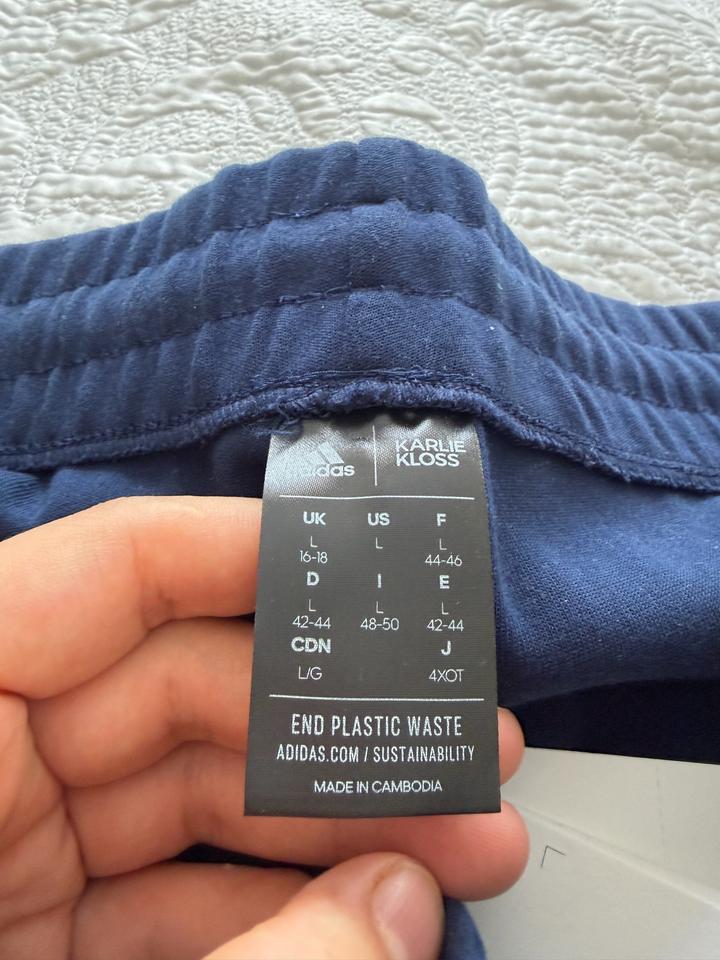 adidas
KARLIE
KLOSS
UK US F
L L L
16-18 44-46
D I E
L L L
42-44 48-50 42-44
CDN J
L/G 4XOT
END PLASTIC WASTE
ADIDAS.COM / SUSTAINABILITY
MADE IN CAMBODIA